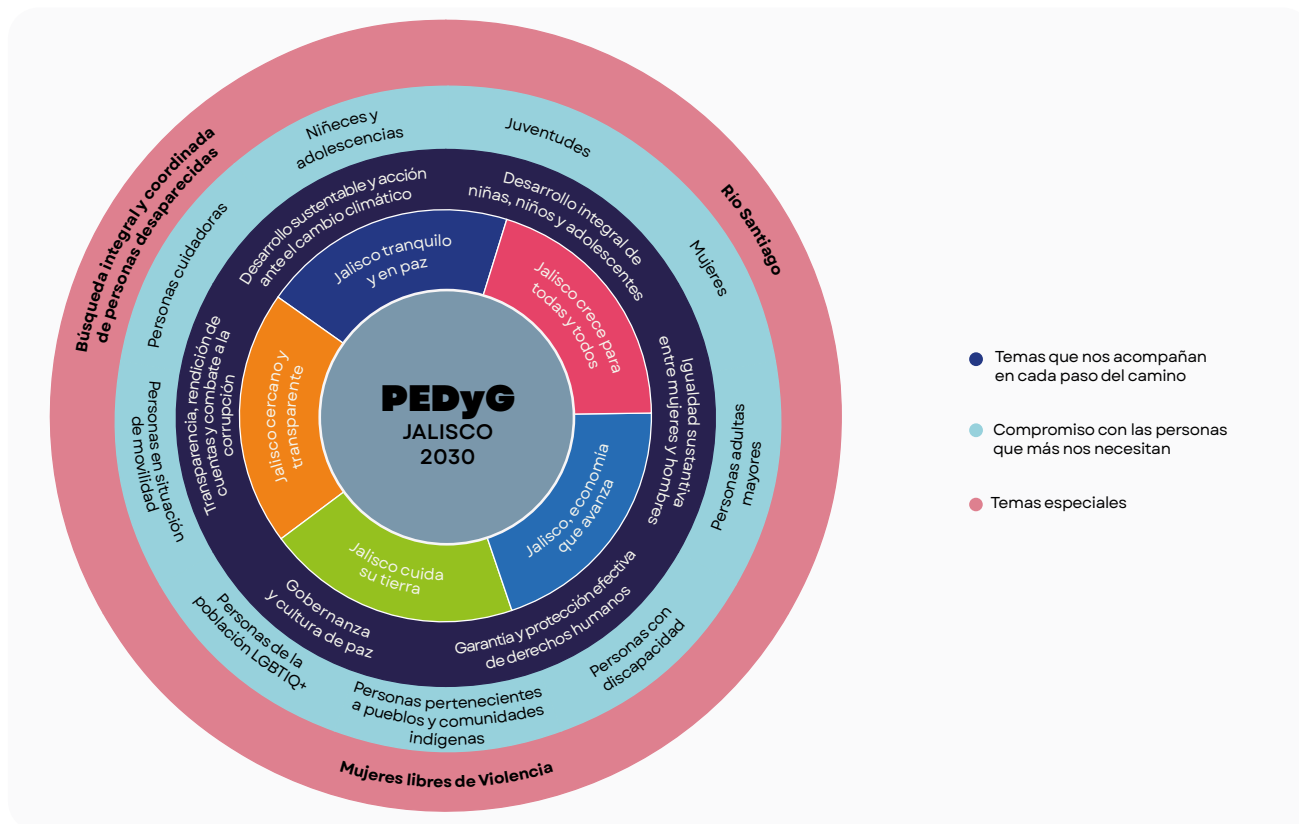 Búsqueda integral y coordinada
de personas desaparecidas
Río Santiago
Mujeres libres de Violencia
Niñeces y
adolescencias
Juventudes
Mujeres
Personas adultas
mayores
Personas con
discapacidad
Personas pertenecientes
a pueblos y comunidades
indígenas
Personas de la
población LGBTIQ+
Personas en situación
de movilidad
Personas cuidadoras
Desarrollo sustentable y acción
ante el cambio climático
Desarrollo integral de
niñas, niños y adolescentes
Igualdad sustantiva
entre mujeres y hombres
Garantía y protección efectiva
de derechos humanos
Gobernanza
y cultura de paz
Transparencia, rendición de
cuentas y combate a la
corrupción
Jalisco tranquilo
y en paz
Jalisco crece para
todas y todos
Jalisco, economía
que avanza
Jalisco cuida
su tierra
Jalisco cercano y
transparente
PEDyG
JALISCO
2030
Temas que nos acompañan
en cada paso del camino
Compromiso con las personas
que más nos necesitan
Temas especiales